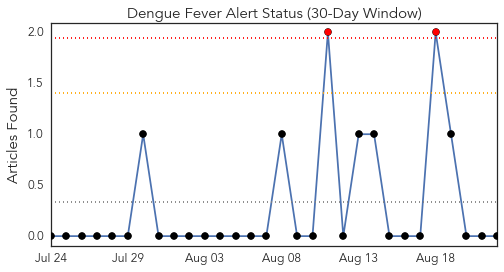 Dengue Fever Alert Status (30-Day Window)
Articles Found
2.0
1.5
1.0
0.5
0.0
Jul 24
Jul 29
Aug 03
Aug 08
Aug 13
Aug 18